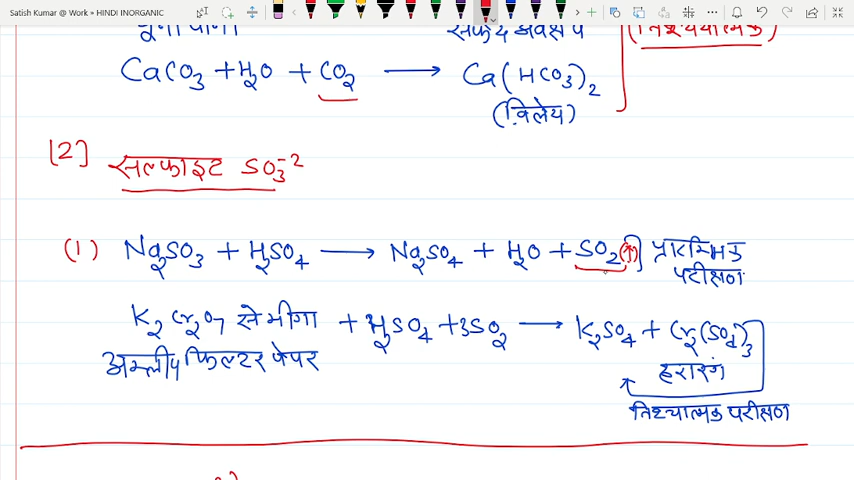 Satish Kumar @ Work » HINDI INORGANIC
चूना पानी सफेद अवक्षेप (निश्चयात्मक)
CaCO₃ + H₂O + CO₂ ⟶ Ca(HCO₃)₂
(विलेय)
[2] सल्फाइट SO₃⁻²
(1) Na₂SO₃ + H₂SO₄ ⟶ Na₂SO₄ + H₂O + SO₂(↑)] प्रारम्भिक
परीक्षण
K₂Cr₂O₇ से भीगा + H₂SO₄ + 3SO₂ ⟶ K₂SO₄ + Cr₂(SO₄)₃
अम्लीय फिल्टर पेपर हरा रंग
निश्चात्मक परीक्षण